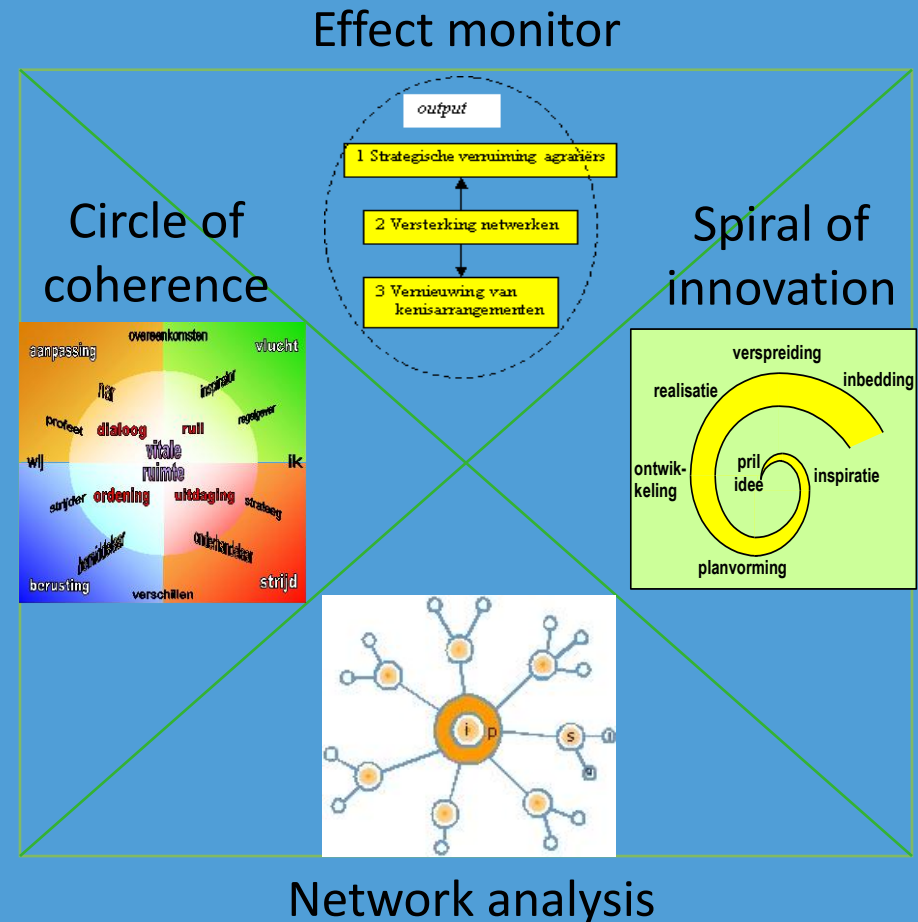 Effect monitor
output
1 Strategische verruiming agrariërs
2 Versterking netwerken
3 Vernieuwing van
kenisarrangementen
Circle of
coherence
overeenkomsten
aanpassing
vlucht
inspirator
profeet
regelgever
dialoog
ruil
vitale
ruimte
wij
ik
ordening
uitdaging
strijder
strateeg
bemiddelaar
onderhandelaar
berusting
strijd
verschillen
Spiral of
innovation
verspreiding
inbedding
realisatie
ontwik-
keling
pril
idee
inspiratie
planvorming
i
p
s
Network analysis